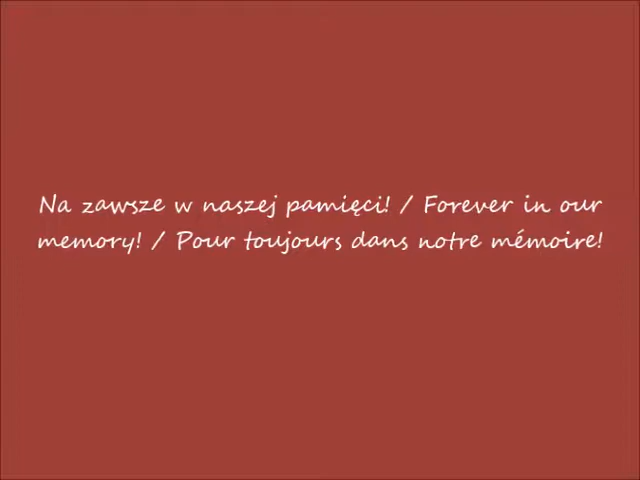 Na zawsze w naszej pamięci! / Forever in our
memory! / Pour toujours dans notre mémoire!